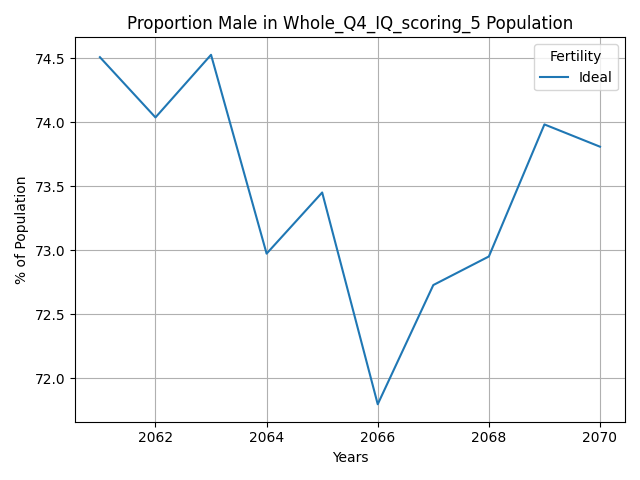 Proportion Male in Whole_Q4_IQ_scoring_5 Population
Fertility
Ideal
74.5
74.0
73.5
73.0
72.5
72.0
% of Population
2062
2064
2066
2068
2070
Years